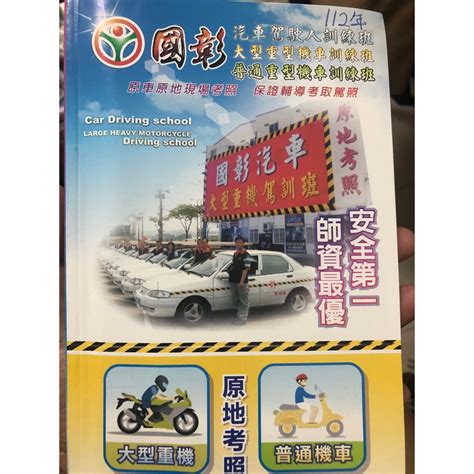 112年
國彰
汽車駕駛人訓練班
大型重型機車訓練班
普通重型機車訓練班
原車原地現場考照 保證輔導考取駕照
Car Driving school
LARGE HEAVY MOTORCYCLE
Driving school
國彰汽車
大型重機駕訓班
原地考照
安全第一
師資最優
大型重機
原地考照
普通機車